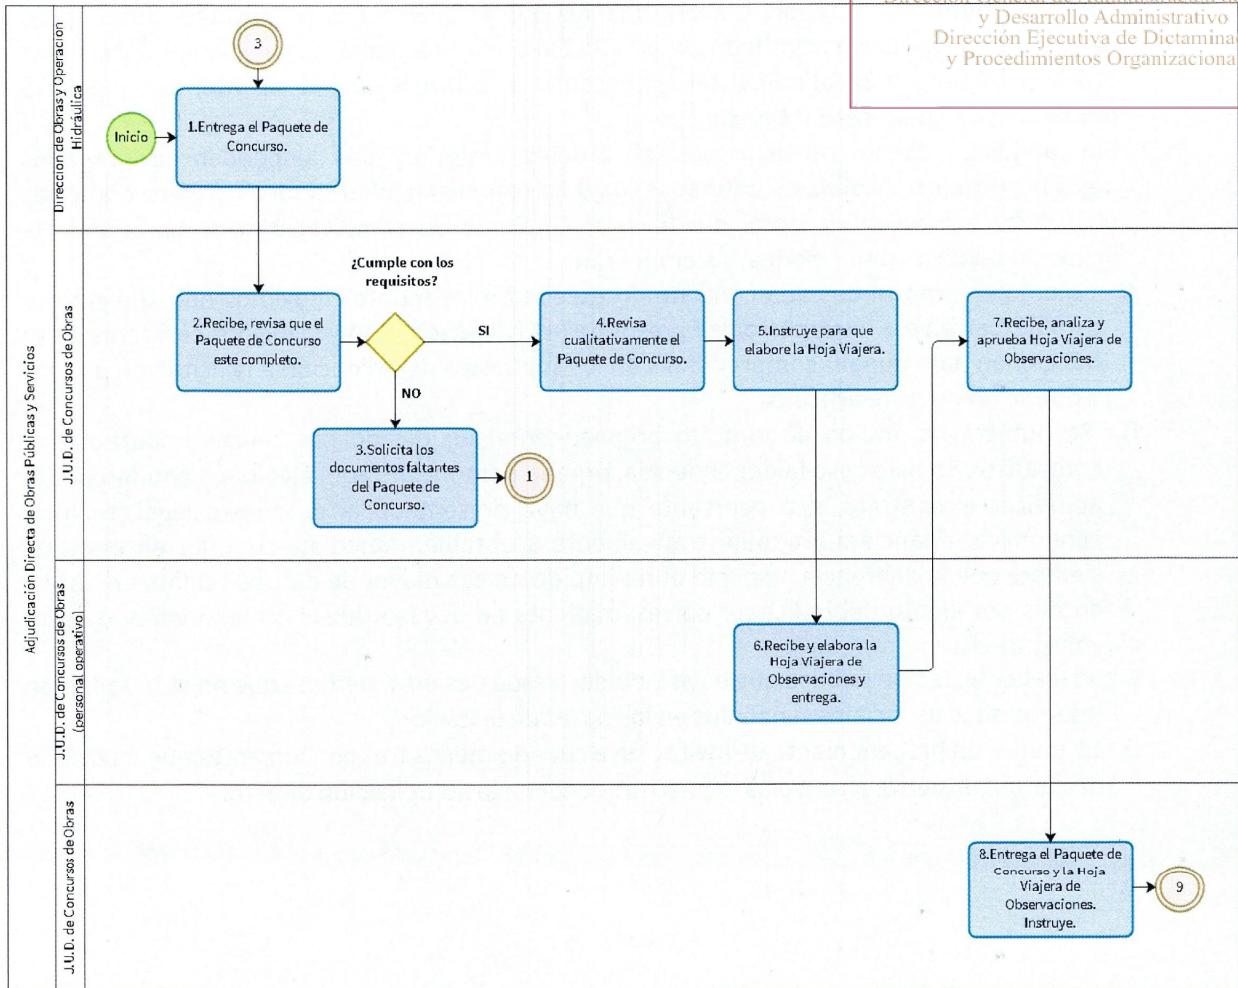 y Desarrollo Administrativo
Dirección Ejecutiva de
y Procedimientos
Adjudicación Directa de Obras Públicas y Servicios
Direccion de Obras y Operación
Hidráulica
3
Inicio
1.Entrega el Paquete de
Concurso.
J.U.D. de Concursos de Obras
2.Recibe, revisa que el
Paquete de Concurso
este completo.
¿Cumple con los
requisitos?
SI
NO
3.Solicita los
documentos faltantes
del Paquete de
Concurso.
1
4.Revisa
cualitativamente el
Paquete de Concurso.
5.Instruye para que
elabore la Hoja Viajera.
7.Recibe, analiza y
aprueba Hoja Viajera de
Observaciones.
J.U.D. de Concursos de Obras
(personal operativo)
6.Recibe y elabora la
Hoja Viajera de
Observaciones y
entrega.
J.U.D. de Concursos de Obras
8.Entrega el Paquete de
Concurso y la Hoja
Viajera de
Observaciones.
Instruye.
9